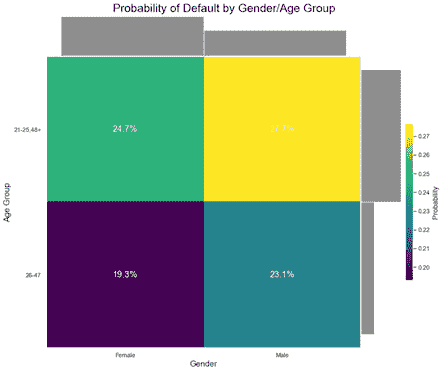 Probability of Default by Gender/Age Group
21-25,48+
24.7%
26-47
19.3%
23.1%
Female
Male
Gender
Age Group
0.27
0.26
0.25
0.24
0.23
0.22
0.21
0.20
Probability